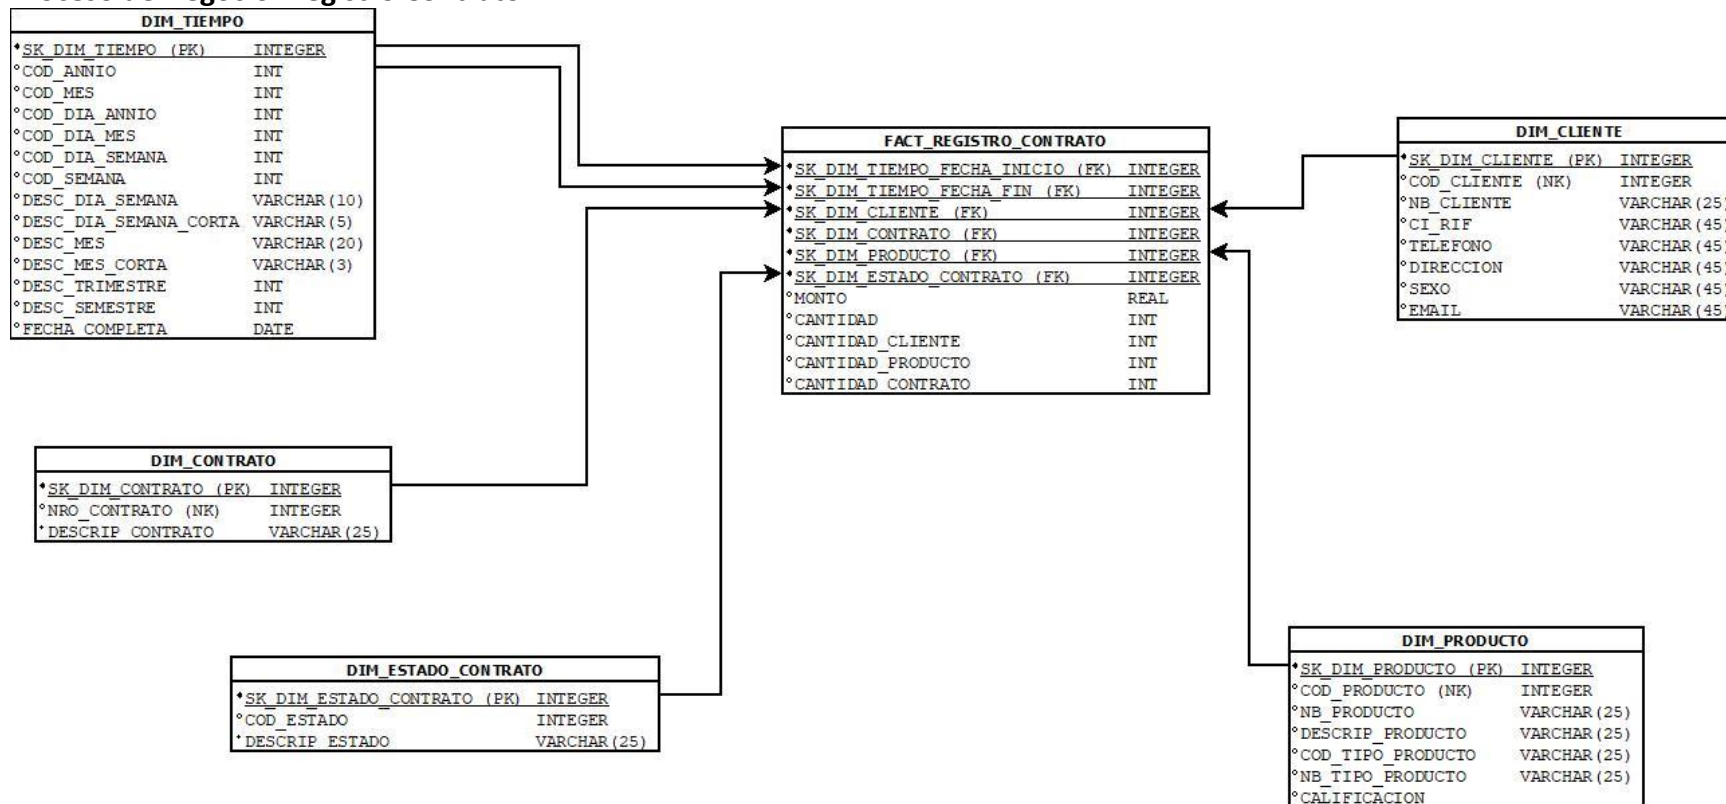 DIM_TIEMPO
SK_DIM_TIEMPO (PK) INTEGER
COD_ANNIO INT
COD_MES INT
COD_DIA_ANNIO INT
COD_DIA_MES INT
COD_DIA_SEMANA INT
COD_SEMANA INT
DESC_DIA_SEMANA VARCHAR(10)
DESC_DIA_SEMANA_CORTA VARCHAR(5)
DESC_MES VARCHAR(20)
DESC_MES_CORTA VARCHAR(3)
DESC_TRIMESTRE INT
DESC_SEMESTRE INT
FECHA_COMPLETA DATE
FACT_REGISTRO_CONTRATO
SK_DIM_TIEMPO_FECHA_INICIO (FK) INTEGER
SK_DIM_TIEMPO_FECHA_FIN (FK) INTEGER
SK_DIM_CLIENTE (FK) INTEGER
SK_DIM_CONTRATO (FK) INTEGER
SK_DIM_PRODUCTO (FK) INTEGER
SK_DIM_ESTADO_CONTRATO (FK) INTEGER
MONTO REAL
CANTIDAD INT
CANTIDAD_CLIENTE INT
CANTIDAD_PRODUCTO INT
CANTIDAD_CONTRATO INT
DIM_CLIENTE
SK_DIM_CLIENTE (PK) INTEGER
COD_CLIENTE (NK) INTEGER
NB_CLIENTE VARCHAR(25)
CI_RIF VARCHAR(45)
TELEFONO VARCHAR(45)
DIRECCION VARCHAR(45)
SEXO VARCHAR(45)
EMAIL VARCHAR(45)
DIM_CONTRATO
SK_DIM_CONTRATO (PK) INTEGER
NRO_CONTRATO (NK) INTEGER
DESCRIP_CONTRATO VARCHAR(25)
DIM_ESTADO_CONTRATO
SK_DIM_ESTADO_CONTRATO (PK) INTEGER
COD_ESTADO INTEGER
DESCRIP_ESTADO VARCHAR(25)
DIM_PRODUCTO
SK_DIM_PRODUCTO (PK) INTEGER
COD_PRODUCTO (NK) INTEGER
NB_PRODUCTO VARCHAR(25)
DESCRIP_PRODUCTO VARCHAR(25)
COD_TIPO_PRODUCTO VARCHAR(25)
NB_TIPO_PRODUCTO VARCHAR(25)
CALIFICACION